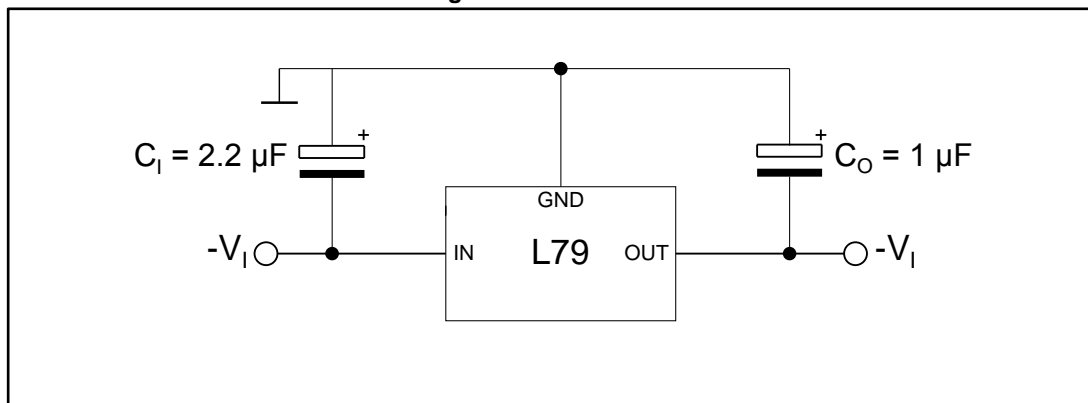 +
+
C_I = 2.2 µF
C_O = 1 µF
GND
-V_I
IN
L79
OUT
-V_I